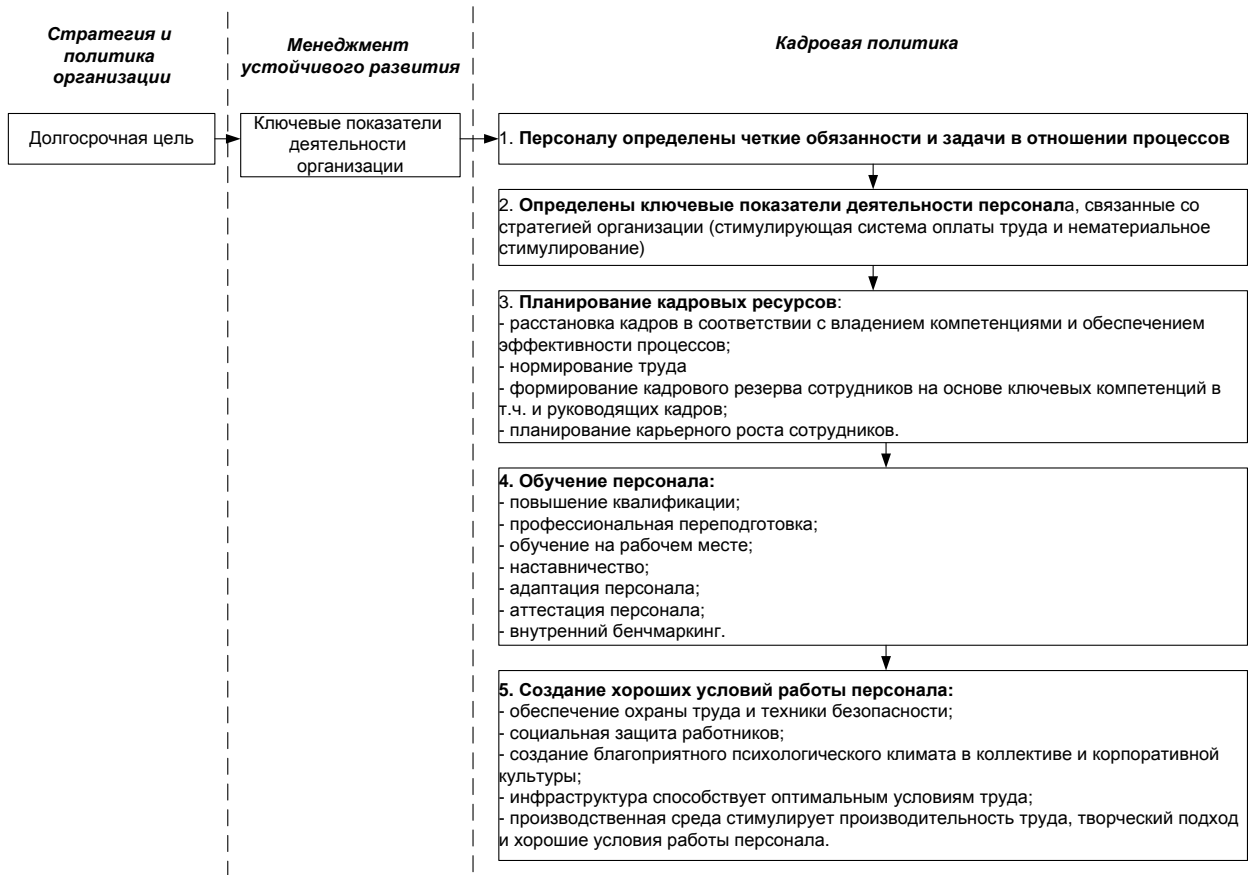 Стратегия и
политика
организации
Менеджмент
устойчивого развития
Кадровая политика
Долгосрочная цель
Ключевые показатели
деятельности
организации
1. Персоналу определены четкие обязанности и задачи в отношении процессов
2. Определены ключевые показатели деятельности персонала, связанные со
стратегией организации (стимулирующая система оплаты труда и нематериальное
стимулирование)
3. Планирование кадровых ресурсов:
- расстановка кадров в соответствии с владением компетенциями и обеспечением
эффективности процессов;
- нормирование труда
- формирование кадрового резерва сотрудников на основе ключевых компетенций в
т.ч. и руководящих кадров;
- планирование карьерного роста сотрудников.
4. Обучение персонала:
- повышение квалификации;
- профессиональная переподготовка;
- обучение на рабочем месте;
- наставничество;
- адаптация персонала;
- аттестация персонала;
- внутренний бенчмаркинг.
5. Создание хороших условий работы персонала:
- обеспечение охраны труда и техники безопасности;
- социальная защита работников;
- создание благоприятного психологического климата в коллективе и корпоративной
культуры;
- инфраструктура способствует оптимальным условиям труда;
- производственная среда стимулирует производительность труда, творческий подход
и хорошие условия работы персонала.